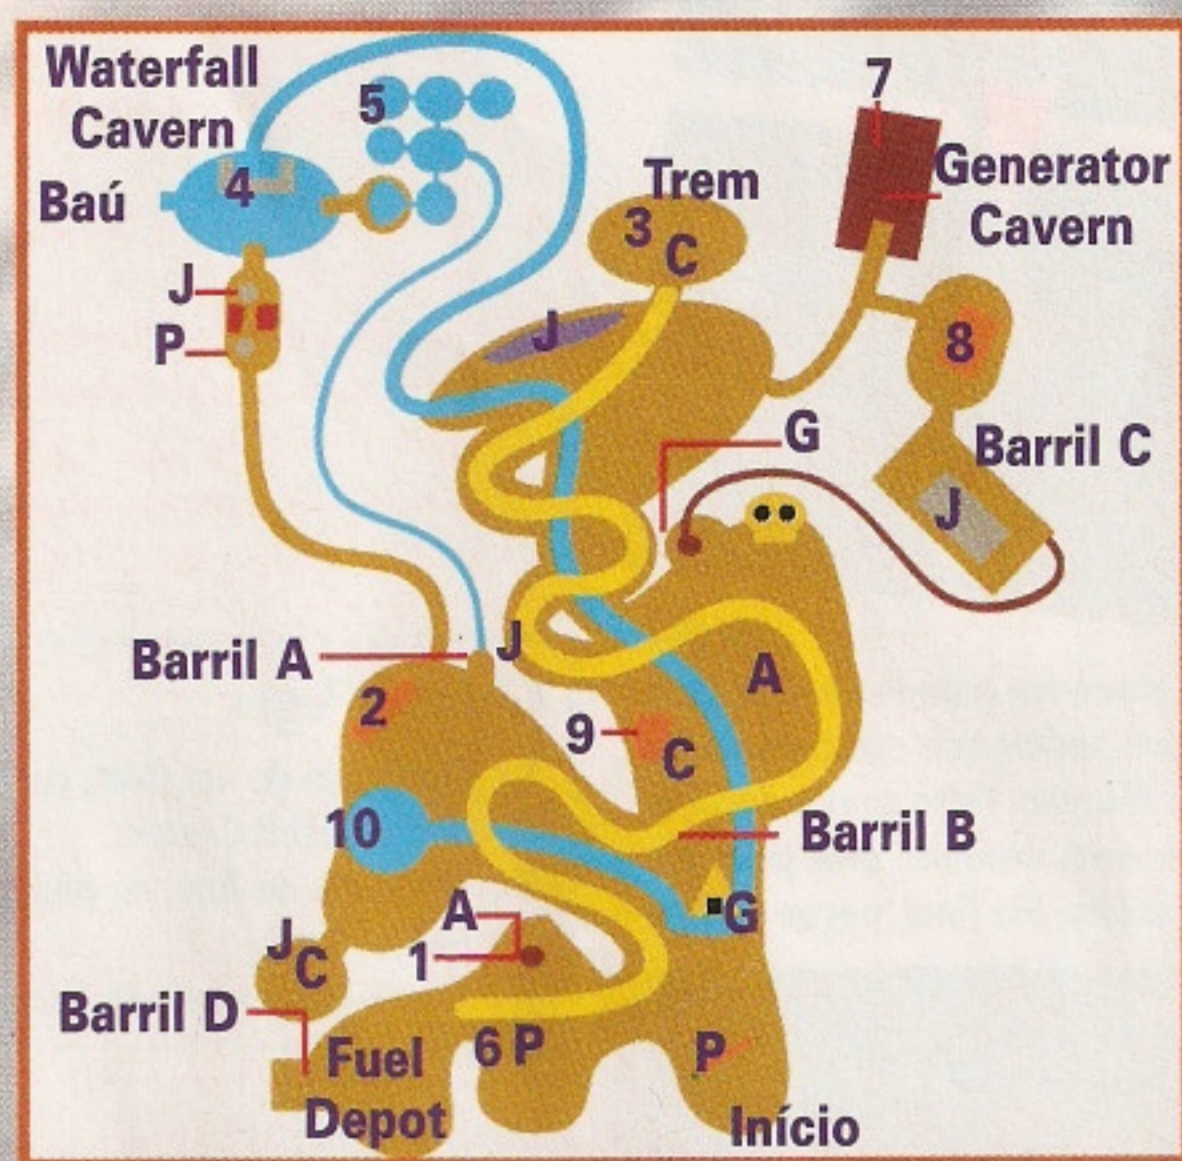 Waterfall
Cavern
5
7
4
Baú
Trem
3
C
Generator
Cavern
J
P
J
8
G
Barril C
J
Barril A
J
A
2
9
C
10
Barril B
A
G
J
C
1
Barril D
Fuel
Depot
6 P
P
Início